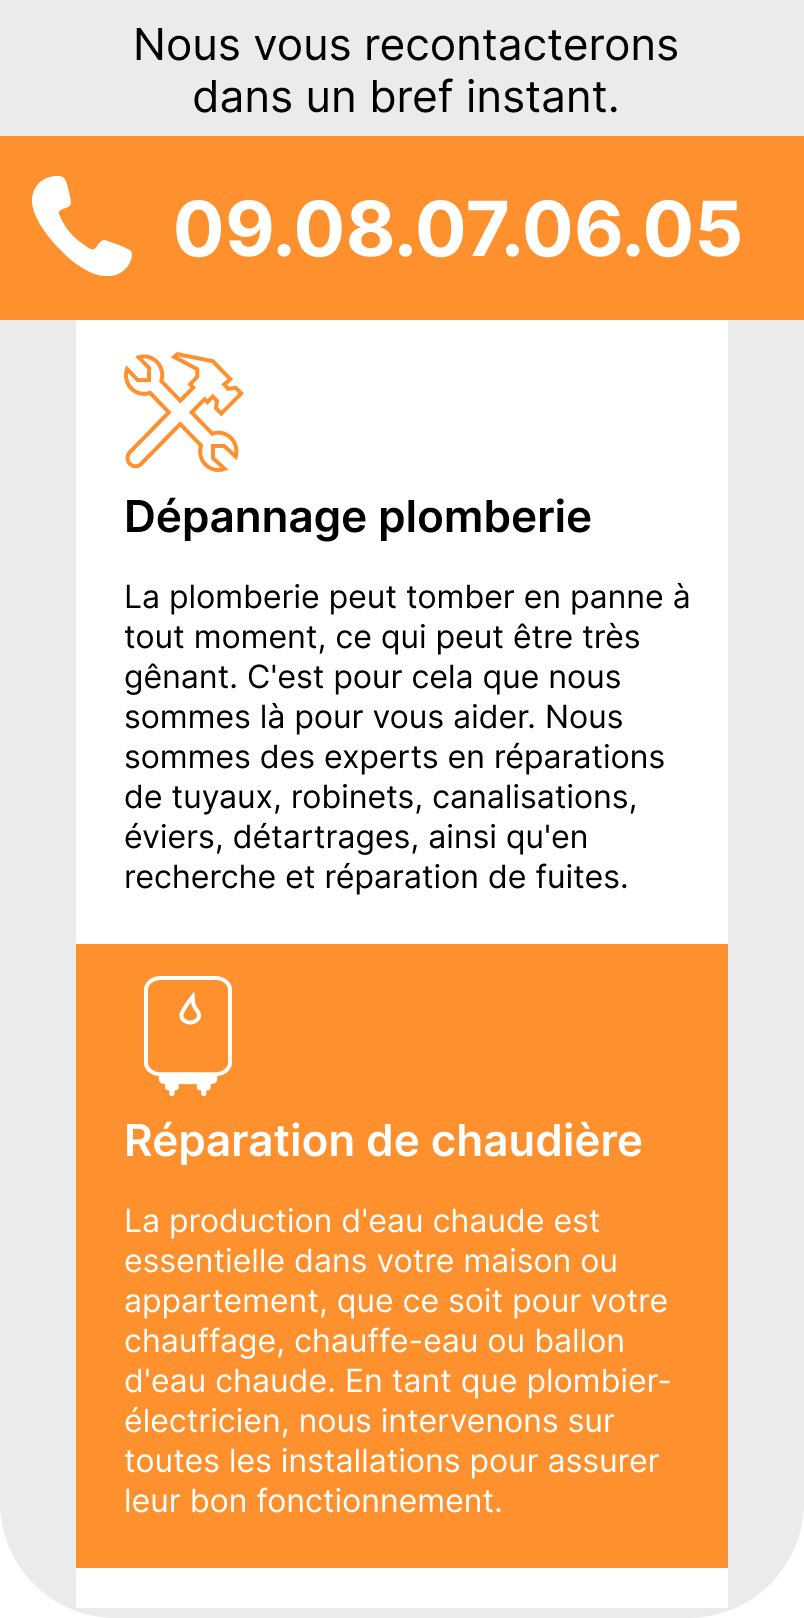 Nous vous recontacterons
dans un bref instant.
09.08.07.06.05
Dépannage plomberie
La plomberie peut tomber en panne à
tout moment, ce qui peut être très
gênant. C'est pour cela que nous
sommes là pour vous aider. Nous
sommes des experts en réparations
de tuyaux, robinets, canalisations,
éviers, détartrages, ainsi qu'en
recherche et réparation de fuites.
Réparation de chaudière
La production d'eau chaude est
essentielle dans votre maison ou
appartement, que ce soit pour votre
chauffage, chauffe-eau ou ballon
d'eau chaude. En tant que plombier-
électricien, nous intervenons sur
toutes les installations pour assurer
leur bon fonctionnement.